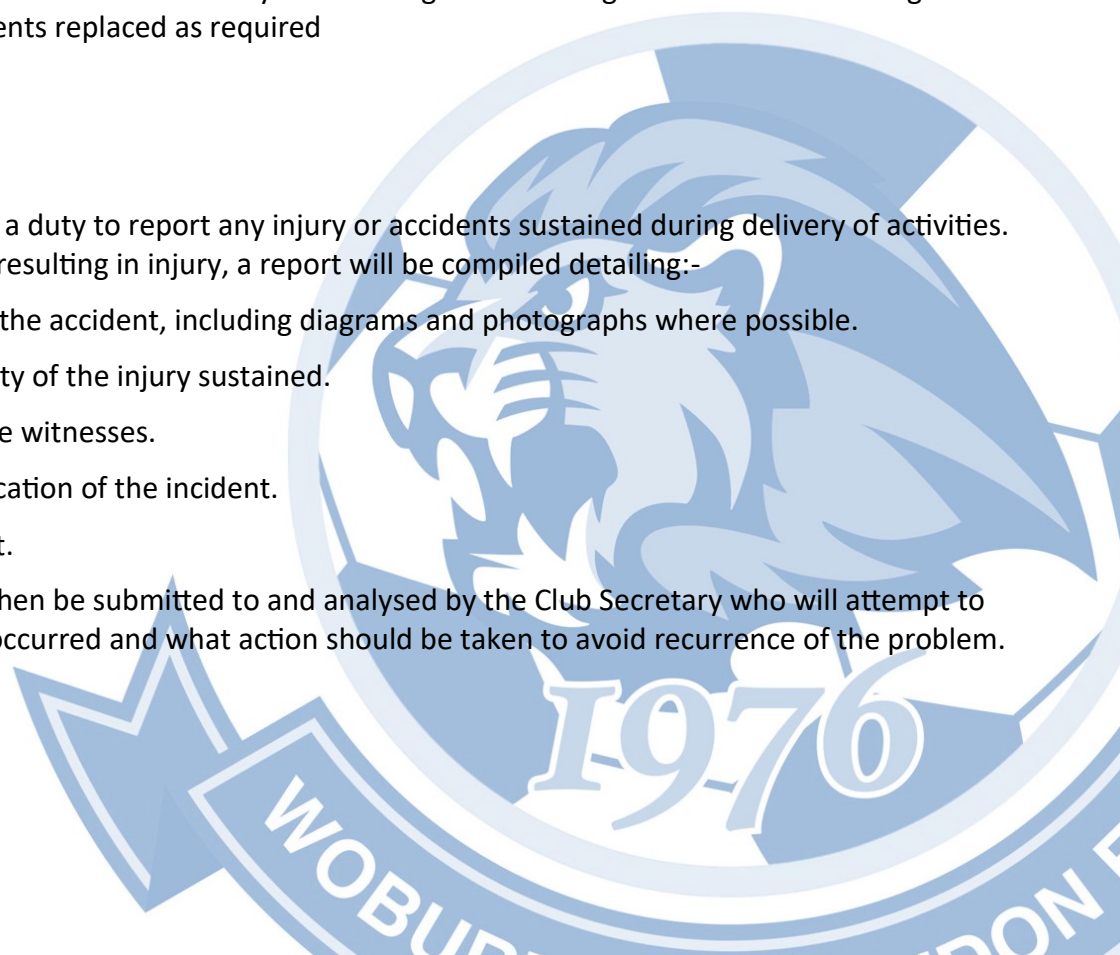 ents replaced as required
a duty to report any injury or accidents sustained during delivery of activities.
resulting in injury, a report will be compiled detailing:-
the accident, including diagrams and photographs where possible.
ty of the injury sustained.
e witnesses.
cation of the incident.
t.
hen be submitted to and analysed by the Club Secretary who will attempt to
occurred and what action should be taken to avoid recurrence of the problem.
1976
WOBUR
DON